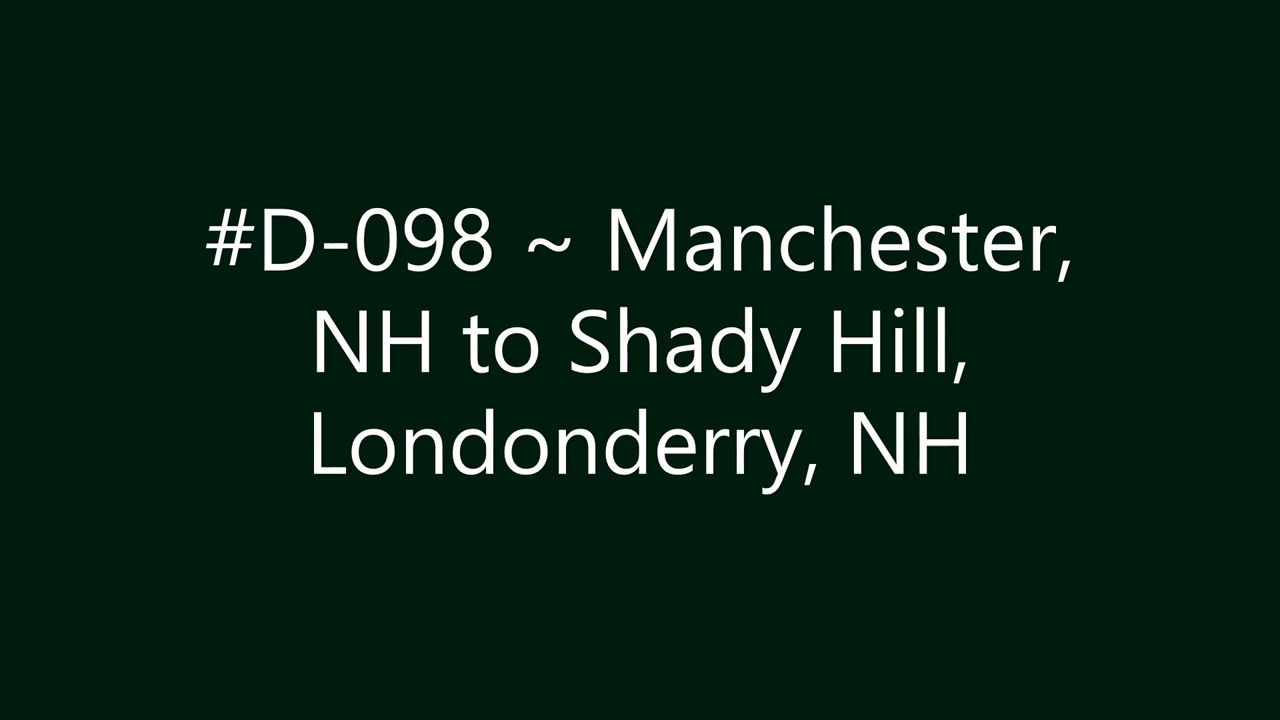 #D-098 ~ Manchester,
NH to Shady Hill,
Londonderry, NH